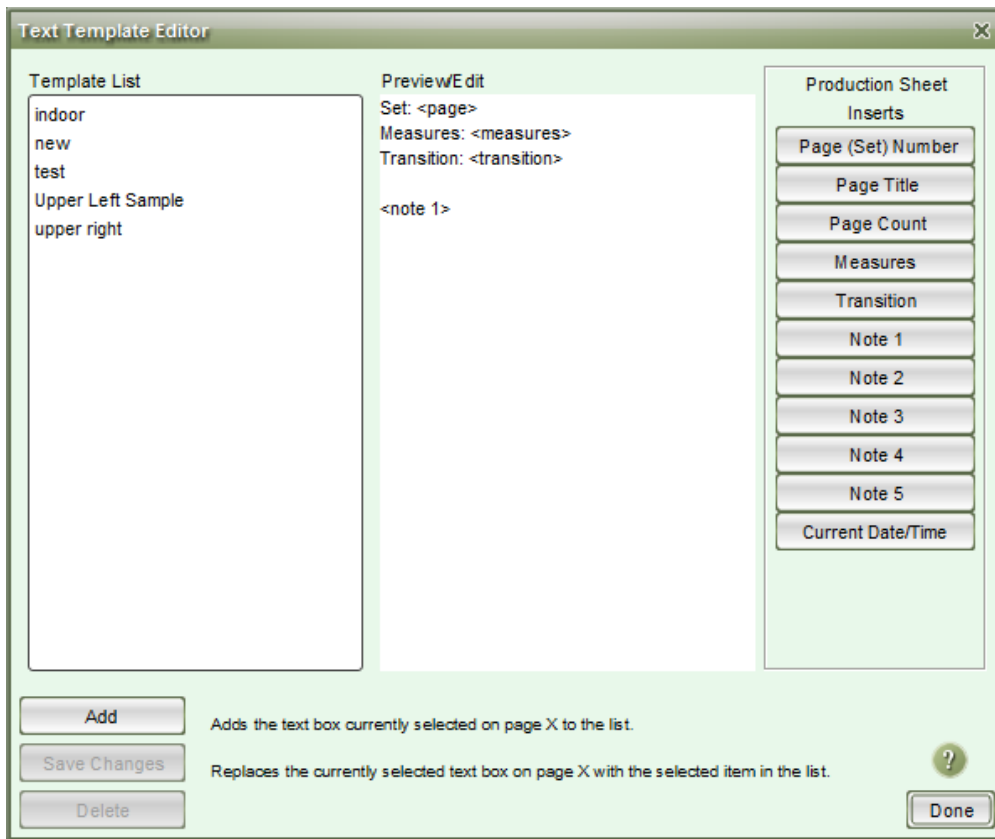 Text Template Editor
Template List
indoor
new
test
Upper Left Sample
upper right
Preview/Edit
Set: <page>
Measures: <measures>
Transition: <transition>
<note 1>
Production Sheet
Inserts
Page (Set) Number
Page Title
Page Count
Measures
Transition
Note 1
Note 2
Note 3
Note 4
Note 5
Current Date/Time
Add
Adds the text box currently selected on page X to the list.
Save Changes
Replaces the currently selected text box on page X with the selected item in the list.
Delete
?
Done